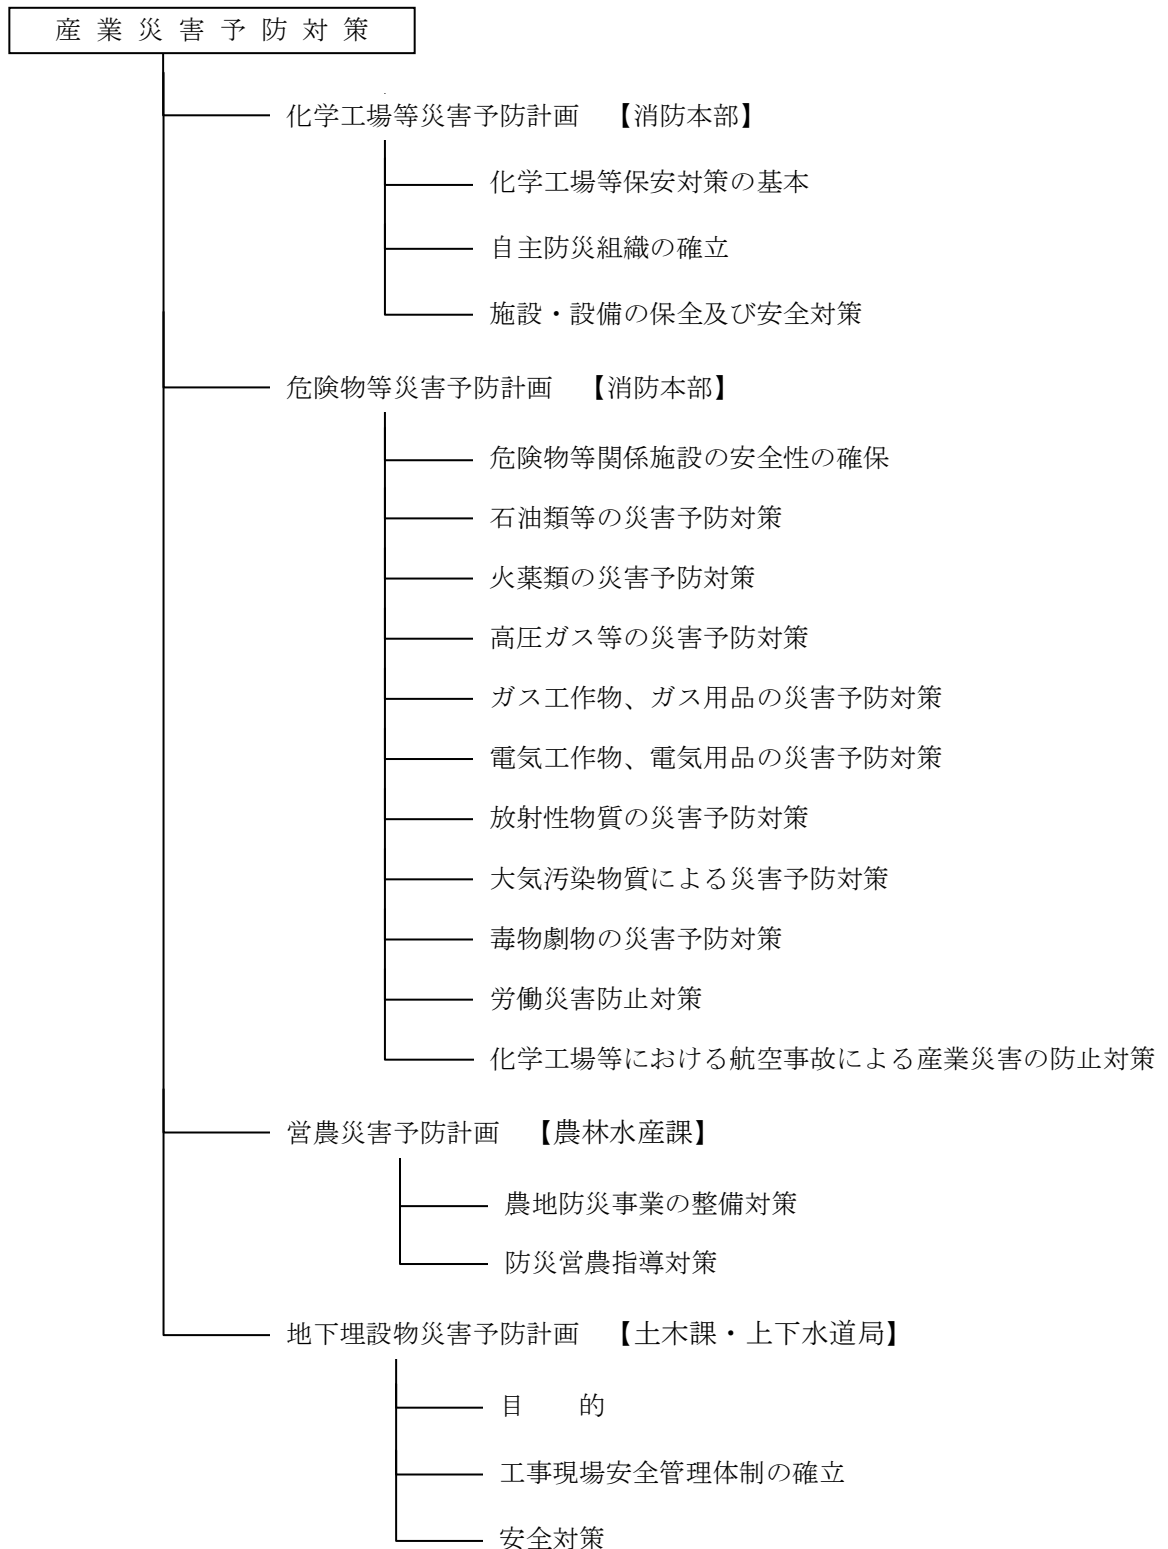 産業災害予防対策
化学工場等災害予防計画 【消防本部】
化学工場等保安対策の基本
自主防災組織の確立
施設・設備の保全及び安全対策
危険物等災害予防計画 【消防本部】
危険物等関係施設の安全性の確保
石油類等の災害予防対策
火薬類の災害予防対策
高圧ガス等の災害予防対策
ガス工作物、ガス用品の災害予防対策
電気工作物、電気用品の災害予防対策
放射性物質の災害予防対策
大気汚染物質による災害予防対策
毒物劇物の災害予防対策
労働災害防止対策
化学工場等における航空事故による産業災害の防止対策
営農災害予防計画 【農林水産課】
農地防災事業の整備対策
防災営農指導対策
地下埋設物災害予防計画 【土木課・上下水道局】
目 的
工事現場安全管理体制の確立
安全対策